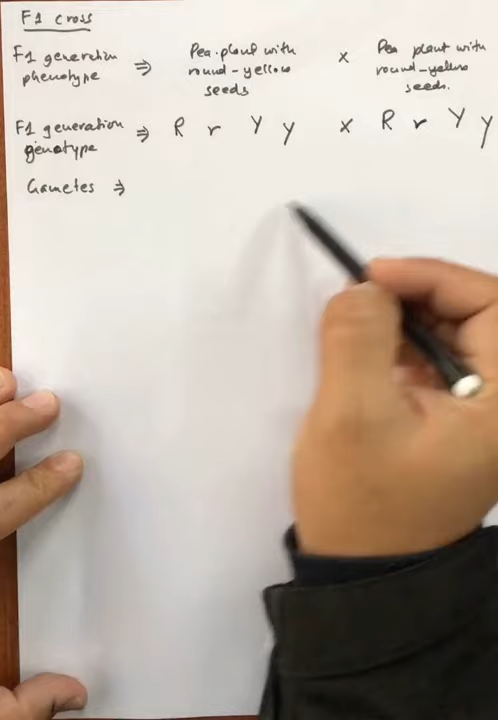 F1 cross
F1 generation phenotype ⇒ Pea plant with round-yellow seeds × Pea plant with round-yellow seeds.
F1 generation genotype ⇒ R r Y y × R r Y y
Gametes ⇒